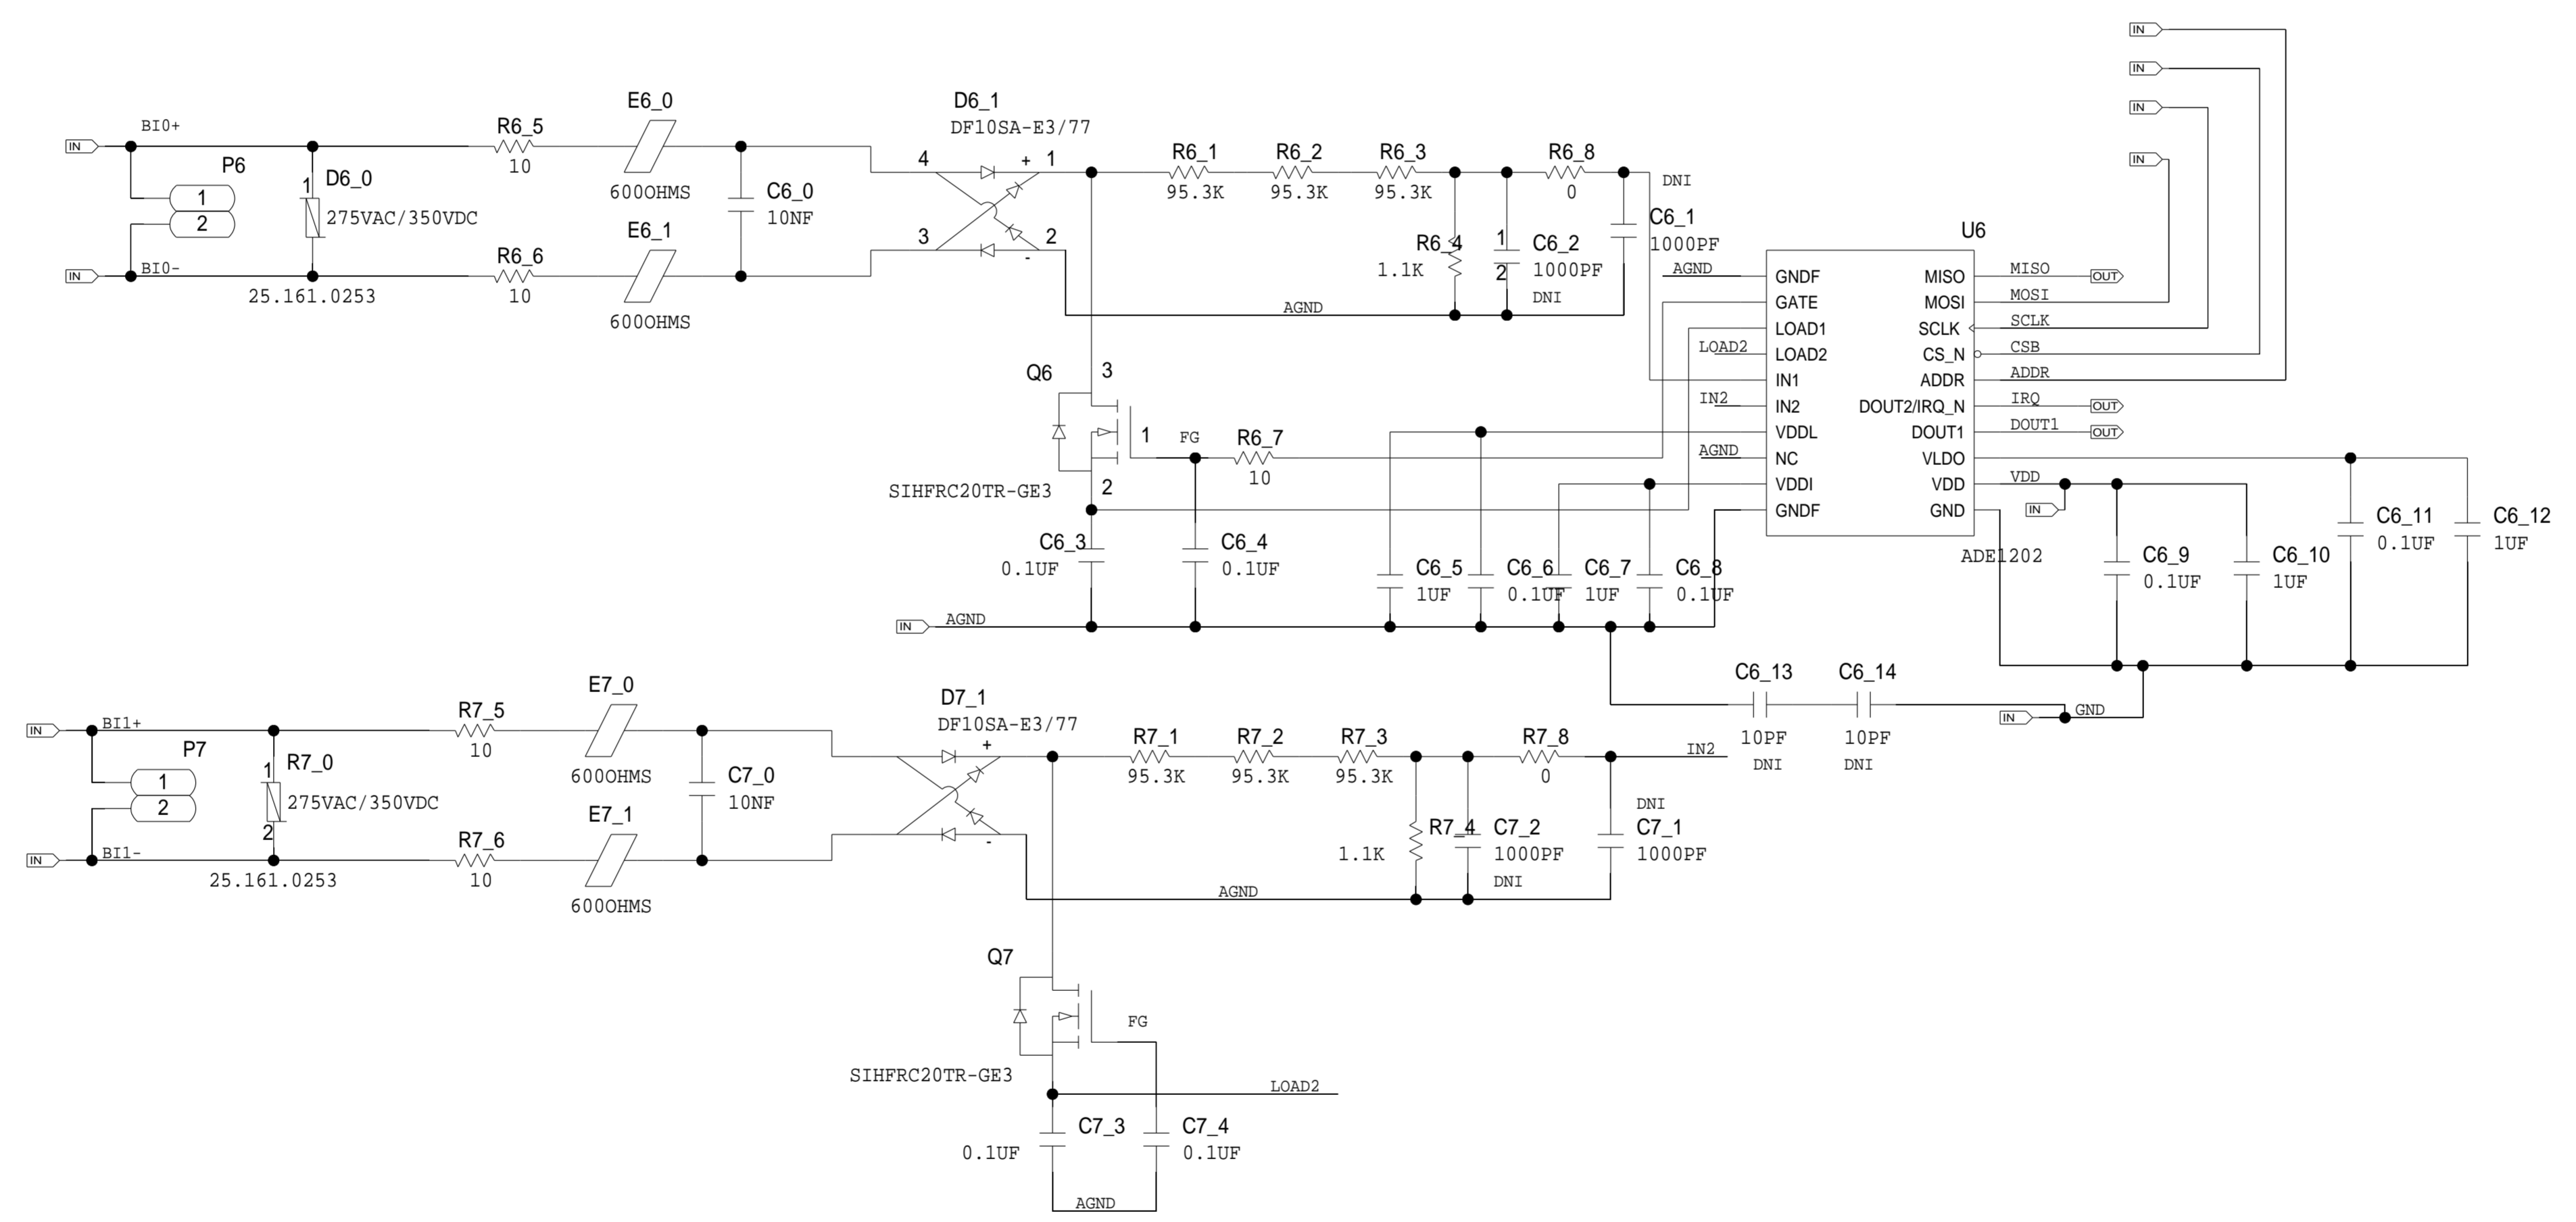 IN
IN
IN
IN
BI0+
IN
P6
1
2
1
D6_0
275VAC/350VDC
IN
BI0-
25.161.0253
R6_5
10
E6_0
600OHMS
C6_0
10NF
R6_6
10
E6_1
600OHMS
D6_1
DF10SA-E3/77
4
+
1
3
2
-
R6_1
95.3K
R6_2
95.3K
R6_3
95.3K
R6_8
0
DNI
C6_1
1000PF
R6_4
1.1K
1
2
C6_2
1000PF
DNI
AGND
Q6
3
1
2
SIHFRC20TR-GE3
FG
R6_7
10
C6_3
0.1UF
C6_4
0.1UF
C6_5
1UF
C6_6
0.1UF
C6_7
1UF
C6_8
0.1UF
IN
AGND
U6
ADE1202
AGND
GNDF
GATE
LOAD1
LOAD2
LOAD2
IN1
IN2
IN2
VDDL
AGND
NC
VDDI
GNDF
MISO
MISO
OUT
MOSI
MOSI
SCLK
SCLK
CS_N
CSB
ADDR
ADDR
DOUT2/IRQ_N
IRQ
OUT
DOUT1
DOUT1
OUT
VLDO
VDD
VDD
GND
IN
C6_9
0.1UF
C6_10
1UF
C6_11
0.1UF
C6_12
1UF
C6_13
10PF
DNI
C6_14
10PF
DNI
IN
GND
IN
BI1+
P7
1
2
1
2
R7_0
275VAC/350VDC
IN
BI1-
25.161.0253
R7_5
10
E7_0
600OHMS
C7_0
10NF
R7_6
10
E7_1
600OHMS
D7_1
DF10SA-E3/77
+
-
R7_1
95.3K
R7_2
95.3K
R7_3
95.3K
R7_8
0
IN2
R7_4
1.1K
C7_2
1000PF
DNI
DNI
C7_1
1000PF
AGND
Q7
SIHFRC20TR-GE3
FG
LOAD2
C7_3
0.1UF
C7_4
0.1UF
AGND